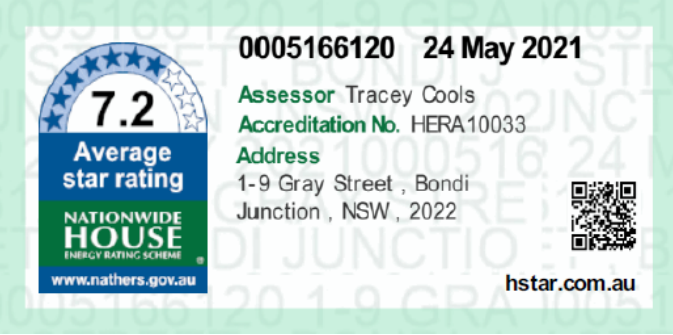 0005166120 24 May 2021
Assessor Tracey Cools
Accreditation No. HERA10033
Address
1-9 Gray Street , Bondi
Junction , NSW , 2022
hstar.com.au
7.2
Average
star rating
NATIONWIDE
HOUSE
ENERGY RATING SCHEME ®
www.nathers.gov.au